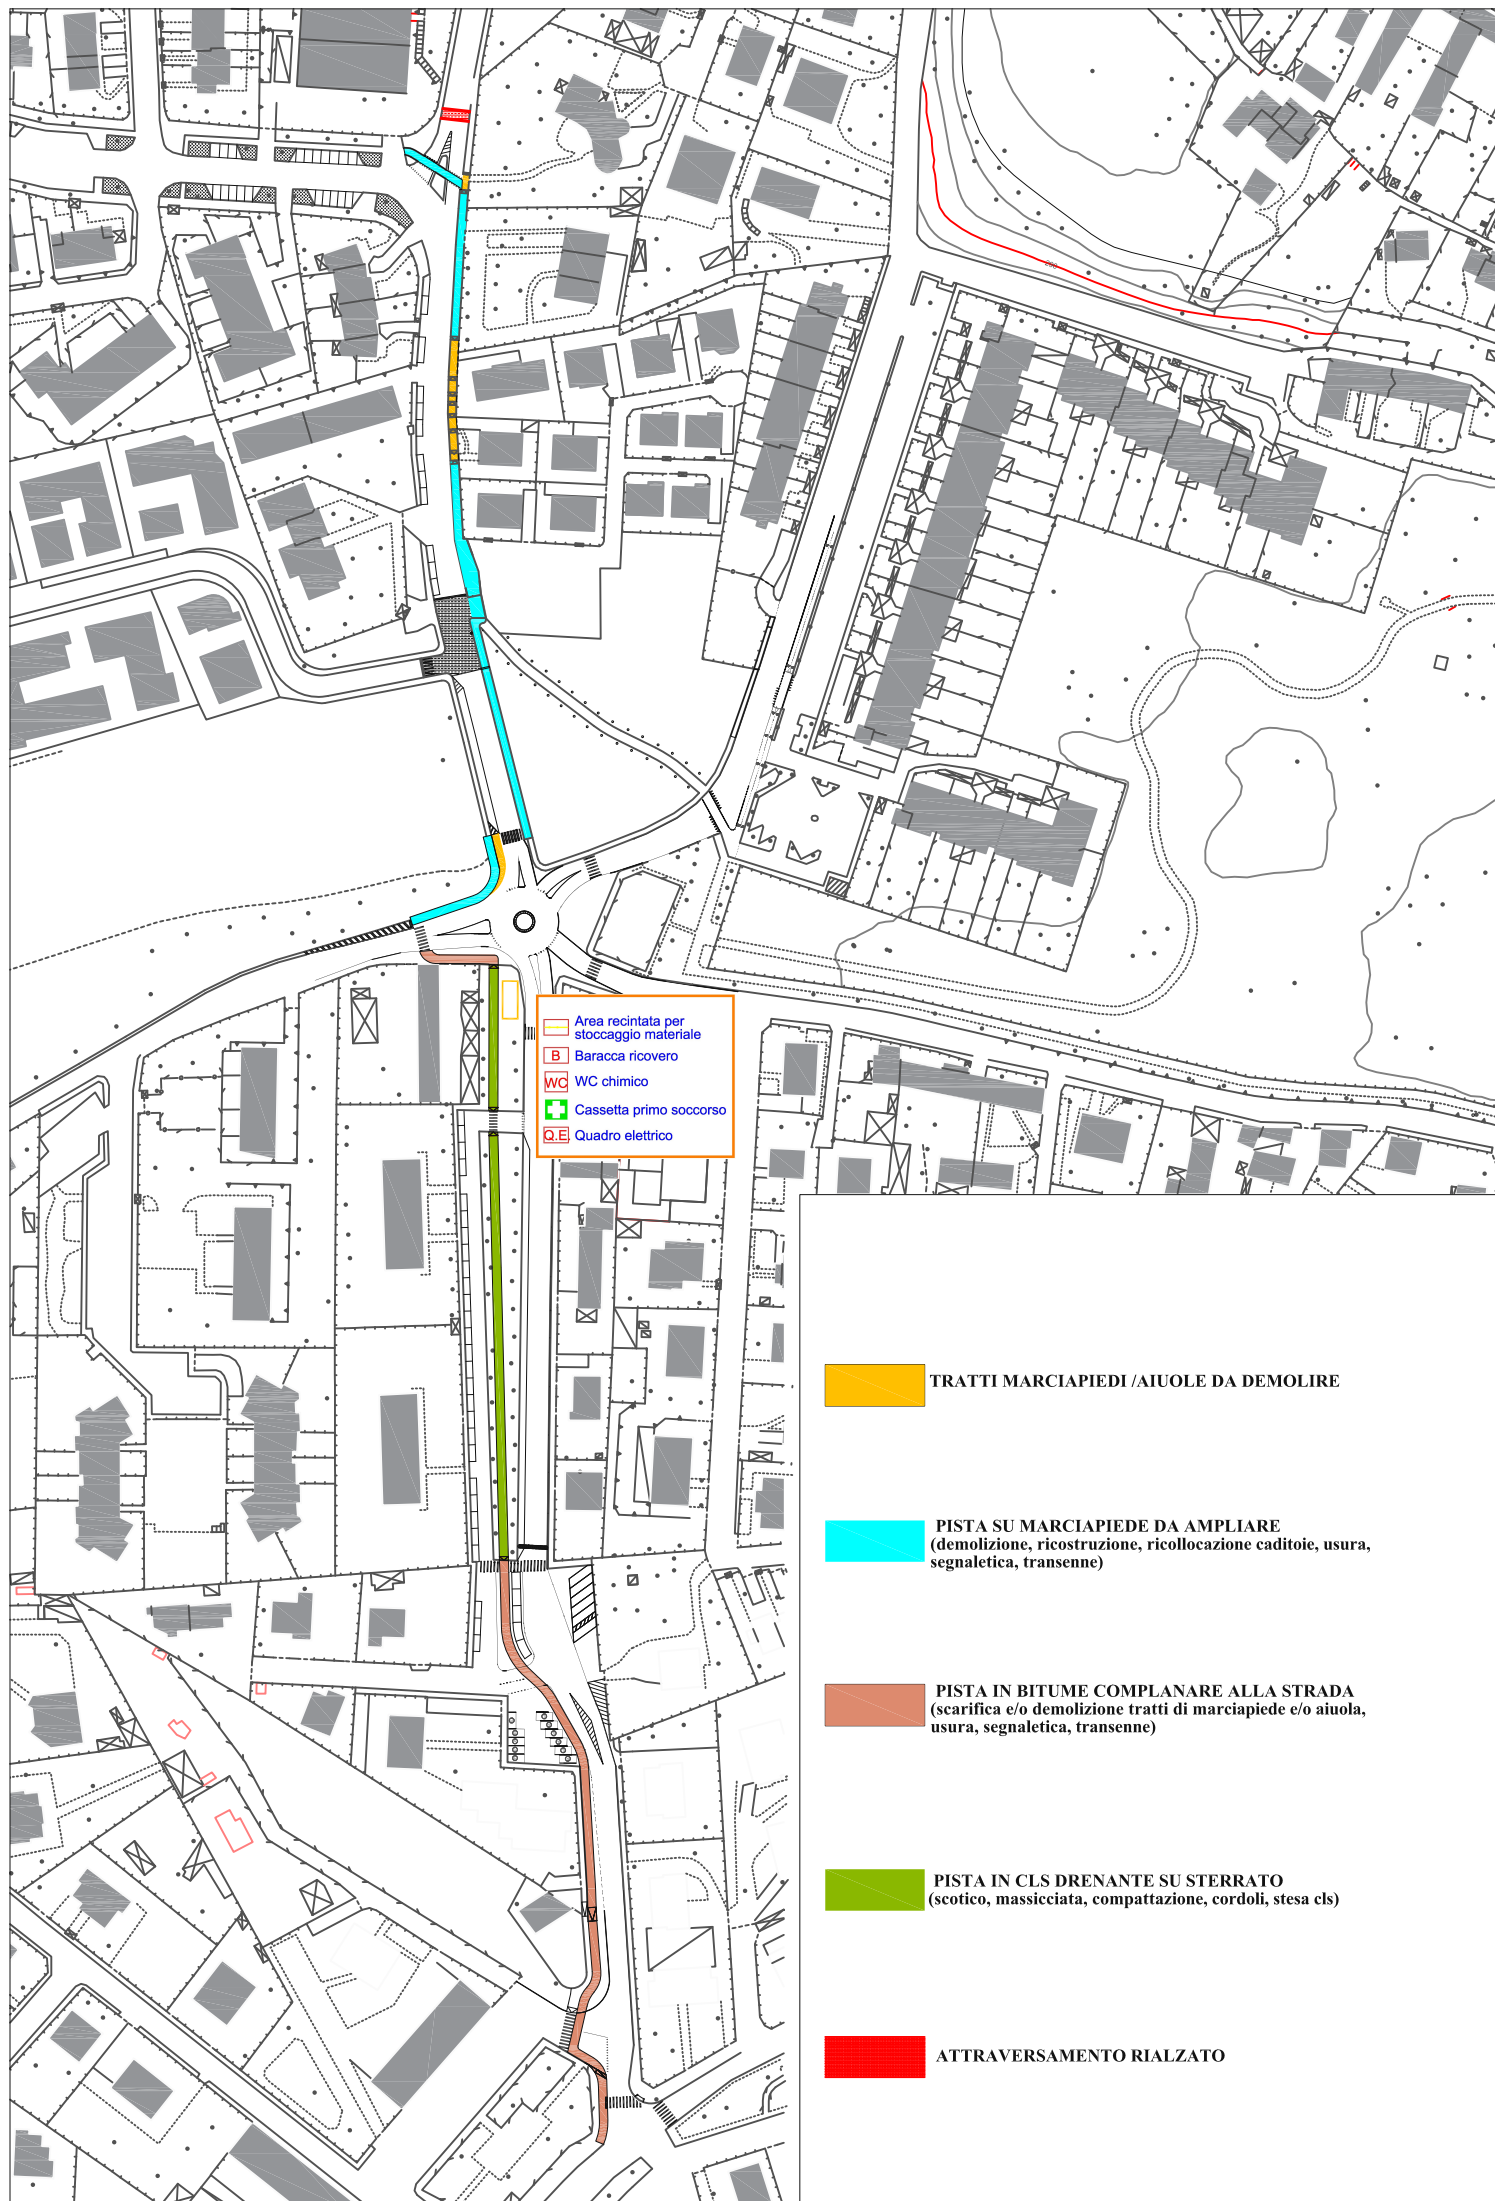 Area recintata per
stoccaggio materiale
B Baracca ricovero
WC WC chimico
Cassetta primo soccorso
Q.E. Quadro elettrico
TRATTI MARCIAPIEDI /AIUOLE DA DEMOLIRE
PISTA SU MARCIAPIEDE DA AMPLIARE
(demolizione, ricostruzione, ricollocazione caditoie, usura,
segnaletica, transenne)
PISTA IN BITUME COMPLANARE ALLA STRADA
(scarifica e/o demolizione tratti di marciapiede e/o aiuola,
usura, segnaletica, transenne)
PISTA IN CLS DRENANTE SU STERRATO
(scotico, massicciata, compattazione, cordoli, stesa cls)
ATTRAVERSAMENTO RIALZATO